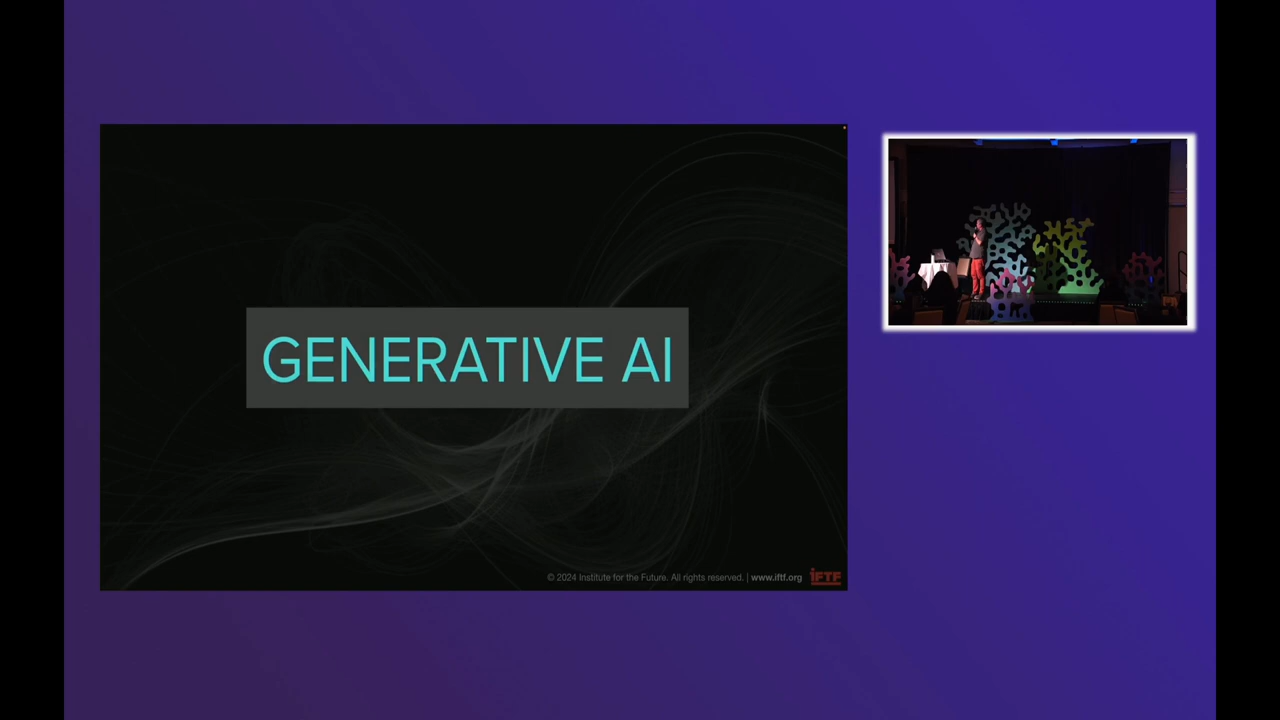 GENERATIVE AI
© 2024 Institute for the Future. All rights reserved. | www.iftf.org
IFTF